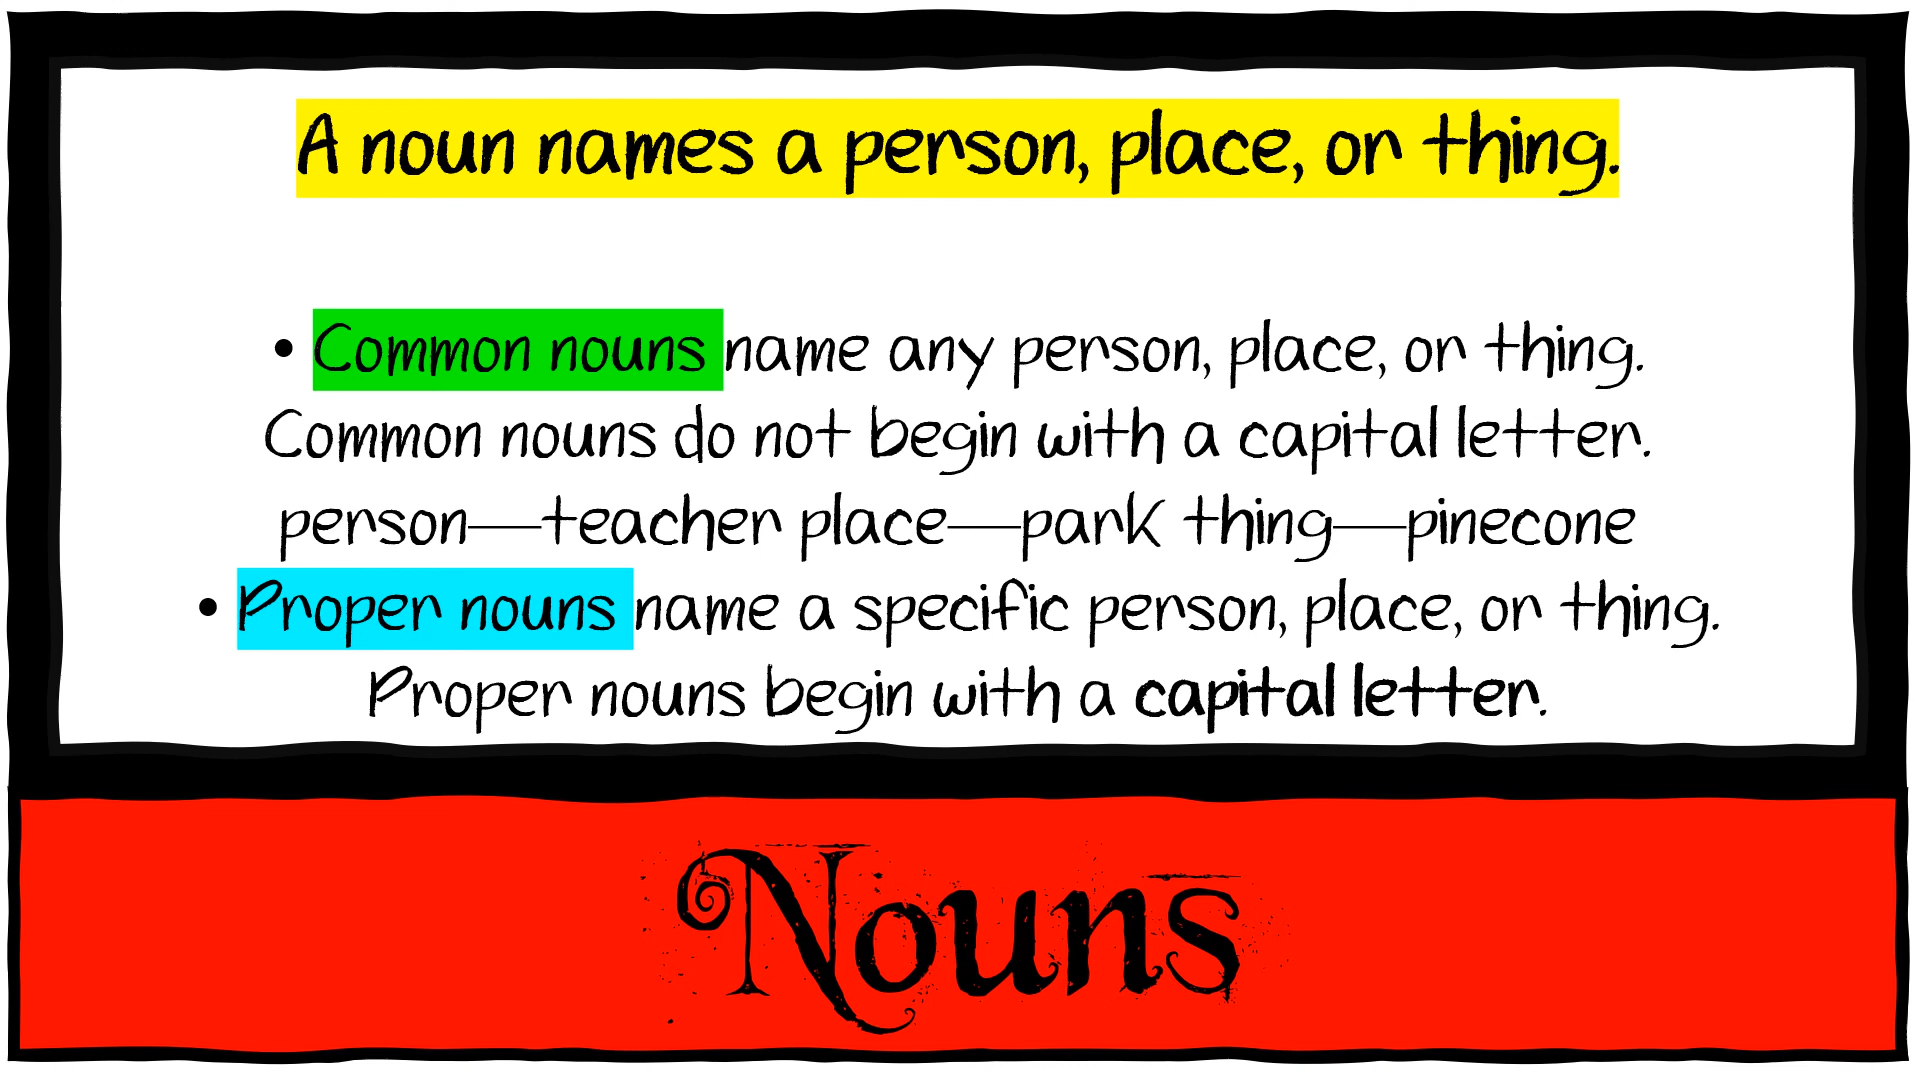 A noun names a person, place, or thing.
• Common nouns name any person, place, or thing.
Common nouns do not begin with a capital letter.
person—teacher place—park thing—pinecone
• Proper nouns name a specific person, place, or thing.
Proper nouns begin with a capital letter.
Nouns